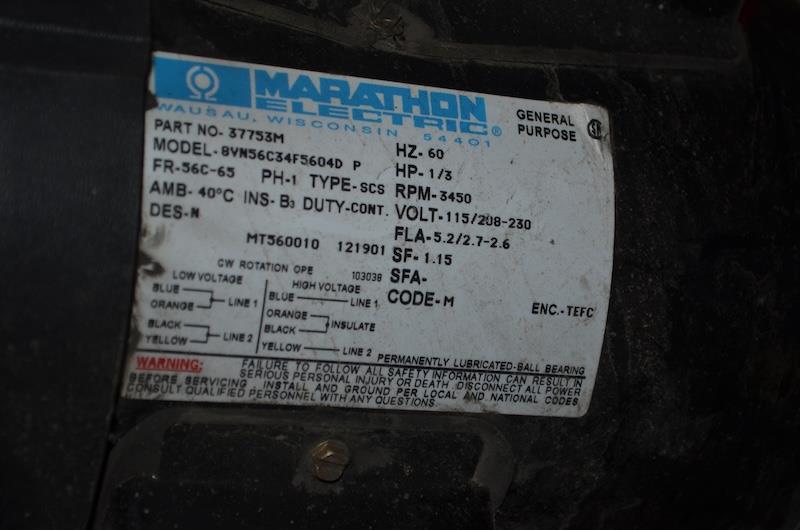 MARATHON
ELECTRIC®
WAUSAU, WISCONSIN 54401
GENERAL
PURPOSE
PART NO- 37753M
MODEL- 8VM56C34F5604D P
FR-56C-65 PH-1 TYPE-SCS
AMB- 40°C INS-B3 DUTY-CONT.
DES-N
MT560010 121901
HZ- 60
HP- 1/3
RPM-3450
VOLT-115/208-230
FLA-5.2/2.7-2.6
SF- 1.15
SFA-
CODE-M
ENC.-TEFC
CW ROTATION OPE 103038
LOW VOLTAGE
BLUE
ORANGE
LINE 1
BLACK
YELLOW
LINE 2
HIGH VOLTAGE
BLUE LINE 1
ORANGE
BLACK
INSULATE
YELLOW LINE 2
PERMANENTLY LUBRICATED-BALL BEARING
WARNING: FAILURE TO FOLLOW ALL SAFETY INFORMATION CAN RESULT IN
SERIOUS PERSONAL INJURY OR DEATH. DISCONNECT ALL POWER
BEFORE SERVICING. INSTALL AND GROUND PER LOCAL AND NATIONAL CODES.
CONSULT QUALIFIED PERSONNEL WITH ANY QUESTIONS.